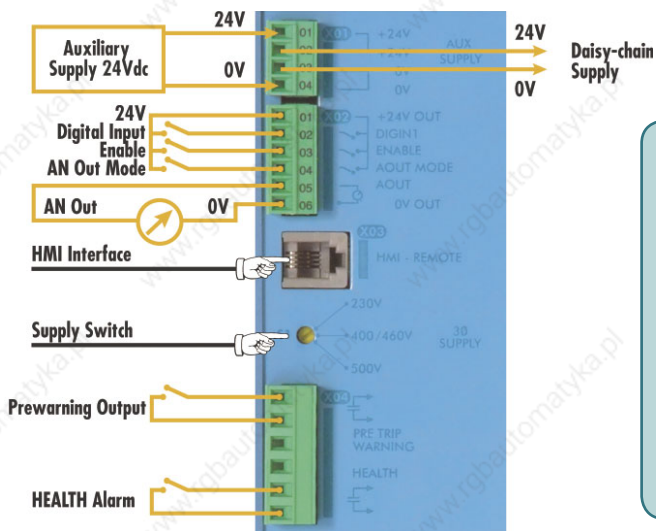 24V
Auxiliary
Supply 24Vdc
0V
01
02
03
04
X01
+24V
+24V
0V
0V
AUX
SUPPLY
24V
0V
Daisy-chain
Supply
24V
Digital Input
Enable
AN Out Mode
AN Out
0V
01
02
03
04
05
06
X02
+24V OUT
DIGIN1
ENABLE
AOUT MODE
AOUT
0V OUT
HMI Interface
X03
HMI - REMOTE
Supply Switch
230V
400/460V
500V
3Ø
SUPPLY
Prewarning Output
X04
PRE TRIP
WARNING
HEALTH
HEALTH Alarm
www.rgbautomatyka.pl